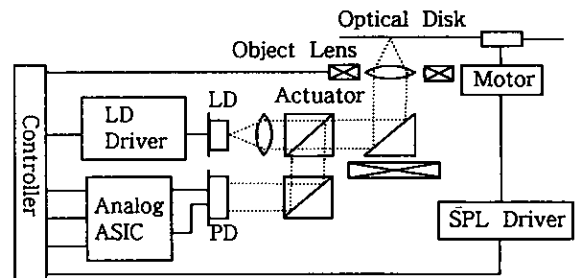 Optical Disk
Object Lens
Motor
LD
Actuator
LD
Driver
Controller
Analog
ASIC
PD
SPL Driver